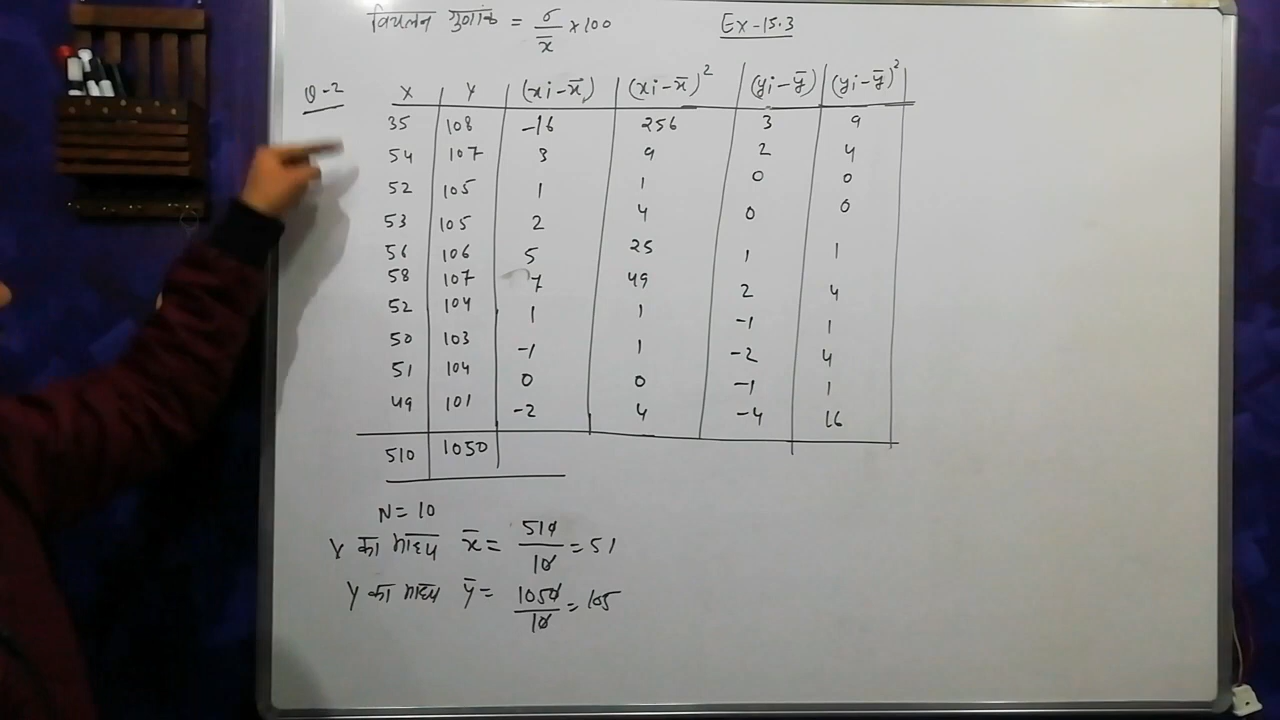 विचलन गुणांक = σ/x̄ × 100
Ex-15.3
Q-2 X Y (xi-x̄) (xi-x̄)² (yi-ȳ) (yi-ȳ)²
35 108 -16 256 3 9
54 107 3 9 2 4
52 105 1 1 0 0
53 105 2 4 0 0
56 106 5 25 1 1
58 107 7 49 2 4
52 104 1 1 -1 1
50 103 -1 1 -2 4
51 104 0 0 -1 1
49 101 -2 4 -4 16
510 1050
N=10
X का माध्य x̄ = 510/10 = 51
Y का माध्य ȳ = 1050/10 = 105